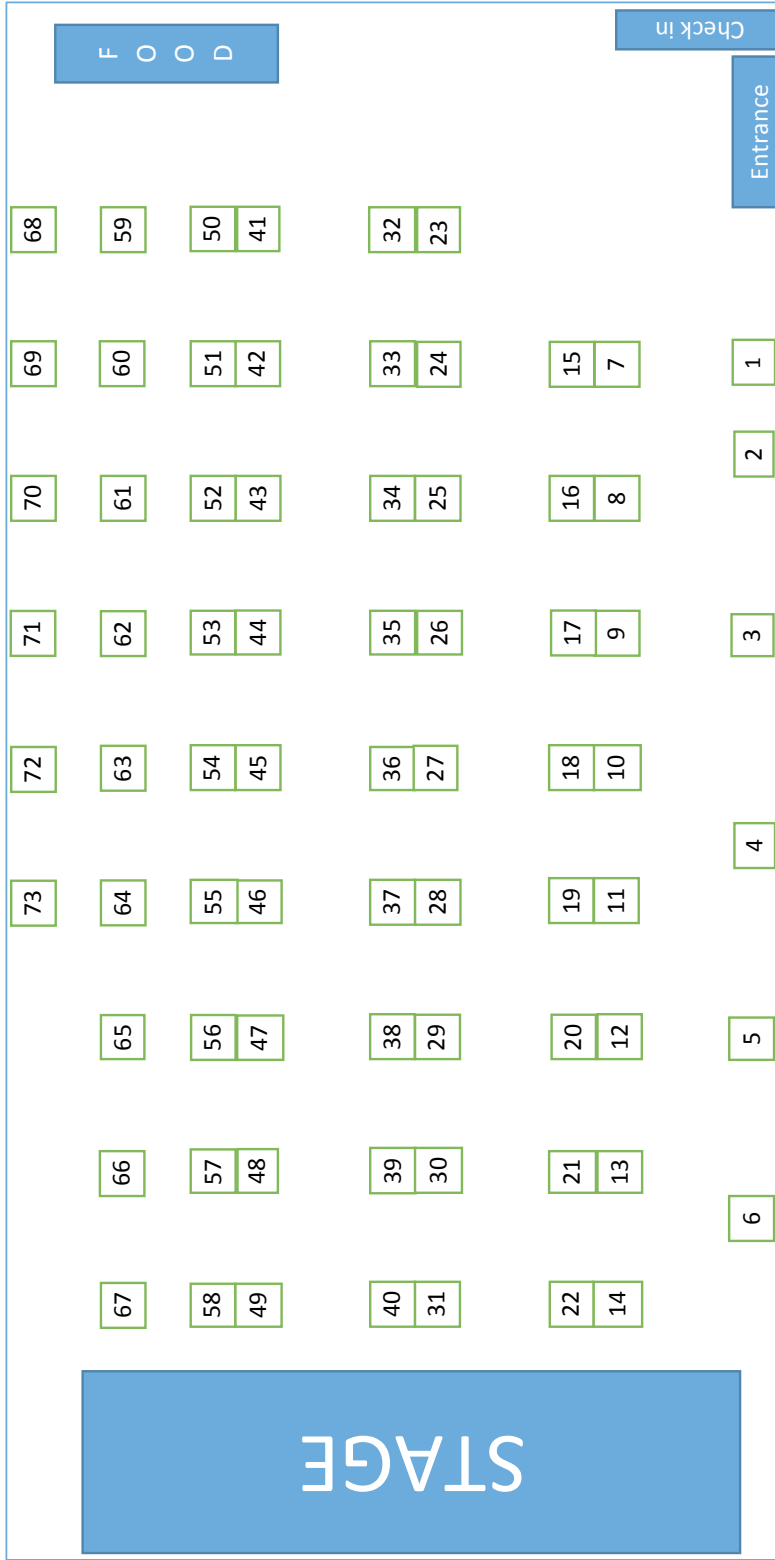 73 72 71 70 69 68
F
O
O
D
67 66 65 64 63 62 61 60 59
58 57 56 55 54 53 52 51 50
49 48 47 46 45 44 43 42 41
STAGE
40 39 38 37 36 35 34 33 32
31 30 29 28 27 26 25 24 23
22 21 20 19 18 17 16 15
14 13 12 11 10 9 8 7
Check in
6 5 4 3 2 1
Entrance